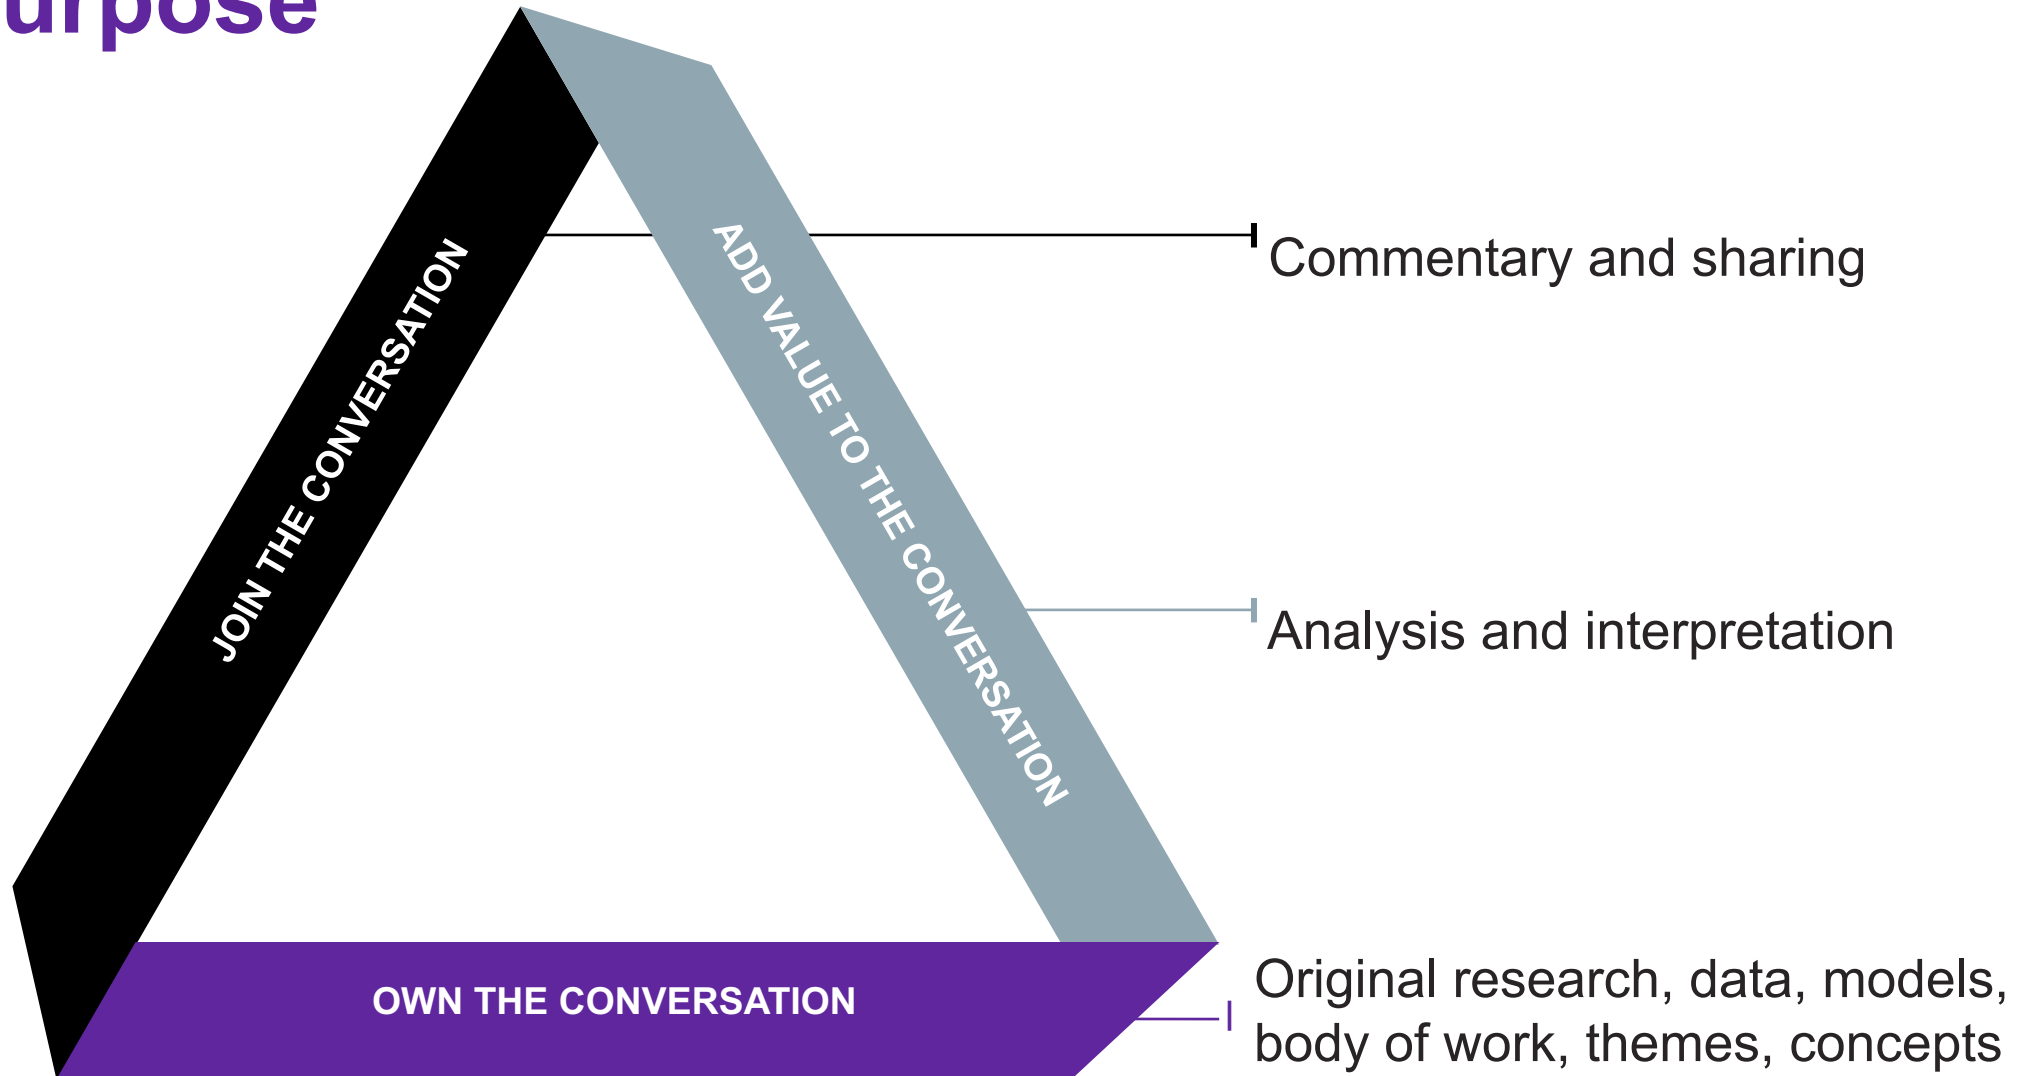 urpose
JOIN THE CONVERSATION
ADD VALUE TO THE CONVERSATION
Commentary and sharing
Analysis and interpretation
OWN THE CONVERSATION
Original research, data, models,
body of work, themes, concepts